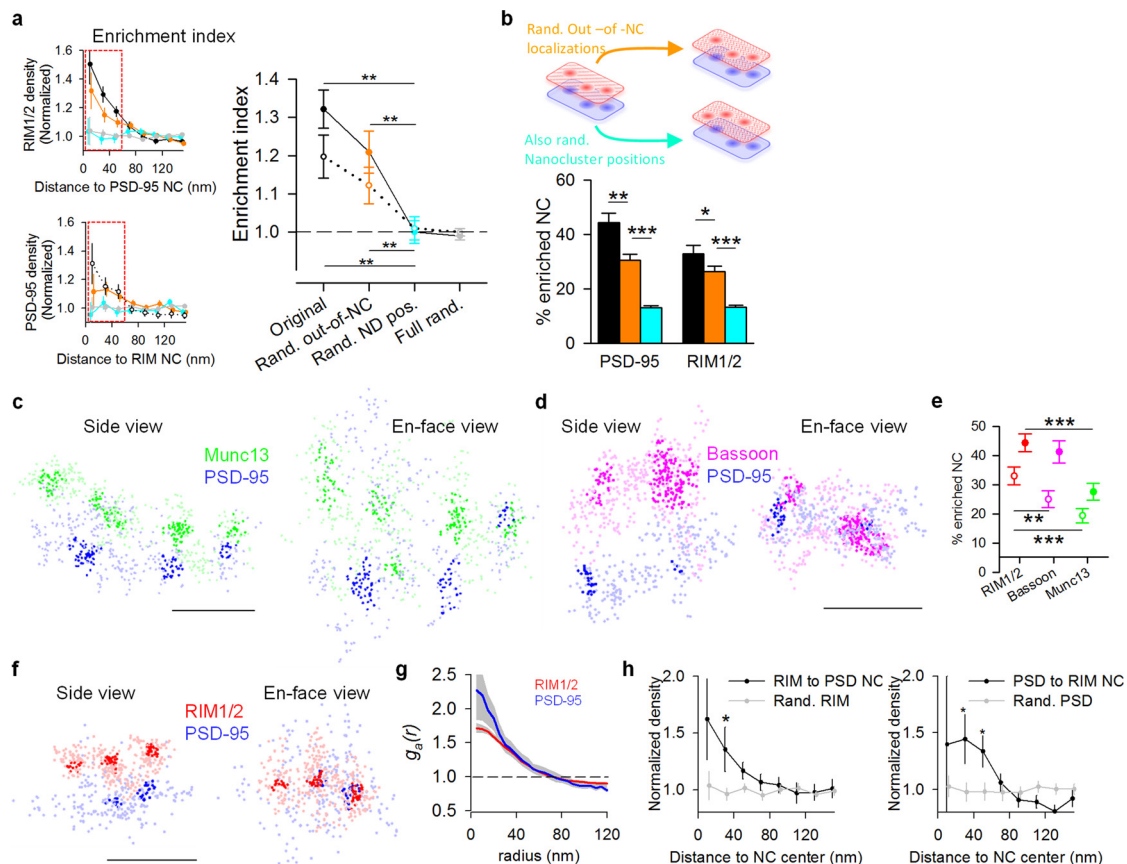 a
Enrichment index
RIM1/2 density
(Normalized)
1.6
1.4
1.2
1.0
0 40 80 120
Distance to PSD-95 NC (nm)
PSD-95 density
(Normalized)
1.6
1.4
1.2
1.0
0 40 80 120
Distance to RIM NC (nm)
Enrichment index
1.4
1.3
1.2
1.1
1.0
**
**
**
**
Original
Rand. out-of-NC
Rand. ND pos.
Full rand.
b
Rand. Out –of -NC
localizations
Also rand.
Nanocluster positions
% enriched NC
60
40
20
0
**
***
*
***
PSD-95 RIM1/2
c
Side view
En-face view
Munc13
PSD-95
d
Side view
En-face view
Bassoon
PSD-95
e
% enriched NC
50
40
30
20
10
0
***
**
***
RIM1/2
Bassoon
Munc13
f
Side view
En-face view
RIM1/2
PSD-95
g
ga(r)
2.5
2.0
1.5
1.0
0.5
RIM1/2
PSD-95
0 40 80 120
radius (nm)
h
Normalized density
2.0
1.5
1.0
RIM to PSD NC
Rand. RIM
*
0 40 80 130
Distance to NC center (nm)
Normalized density
2.0
1.5
1.0
PSD to RIM NC
Rand. PSD
*
*
0 40 80 130
Distance to NC center (nm)